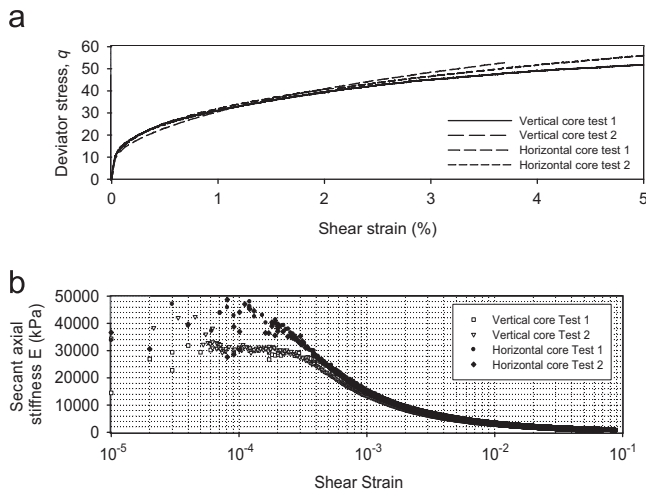 a
Deviator stress, q
60
50
40
30
20
10
0
Vertical core test 1
Vertical core test 2
Horizontal core test 1
Horizontal core test 2
0 1 2 3 4 5
Shear strain (%)
b
Secant axial
stiffness E (kPa)
50000
40000
30000
20000
10000
0
Vertical core Test 1
Vertical core Test 2
Horizontal core Test 1
Horizontal core Test 2
10-5 10-4 10-3 10-2 10-1
Shear Strain